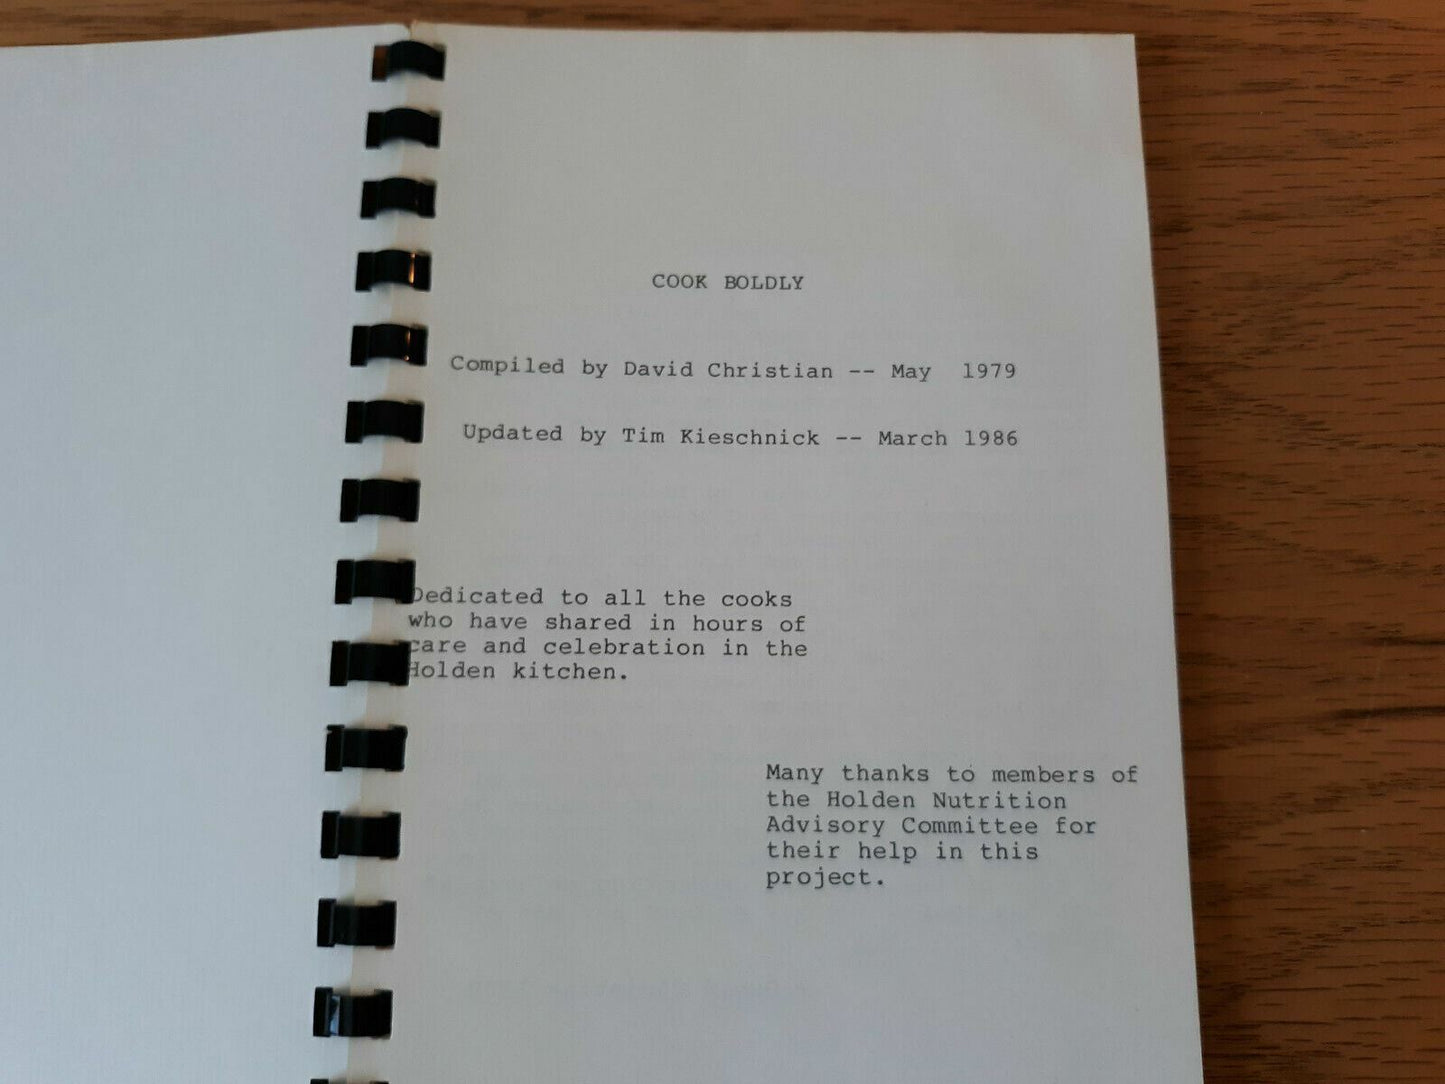 COOK BOLDLY
Compiled by David Christian -- May 1979
Updated by Tim Kieschnick -- March 1986
Dedicated to all the cooks
who have shared in hours of
care and celebration in the
Holden kitchen.
Many thanks to members of
the Holden Nutrition
Advisory Committee for
their help in this
project.